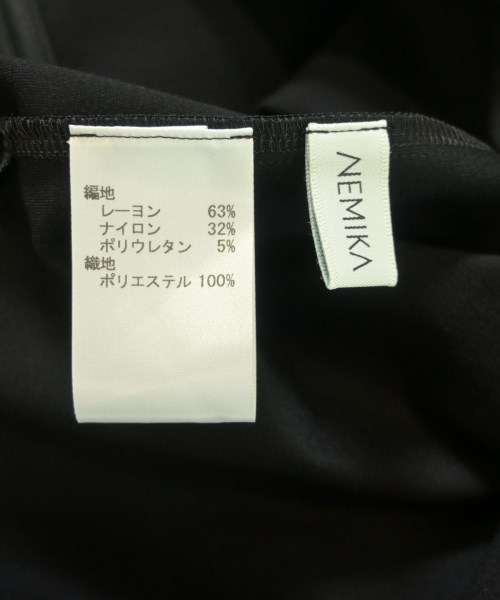 編地
レーヨン 63%
ナイロン 32%
ポリウレタン 5%
織地
ポリエステル 100%
NEMIKA